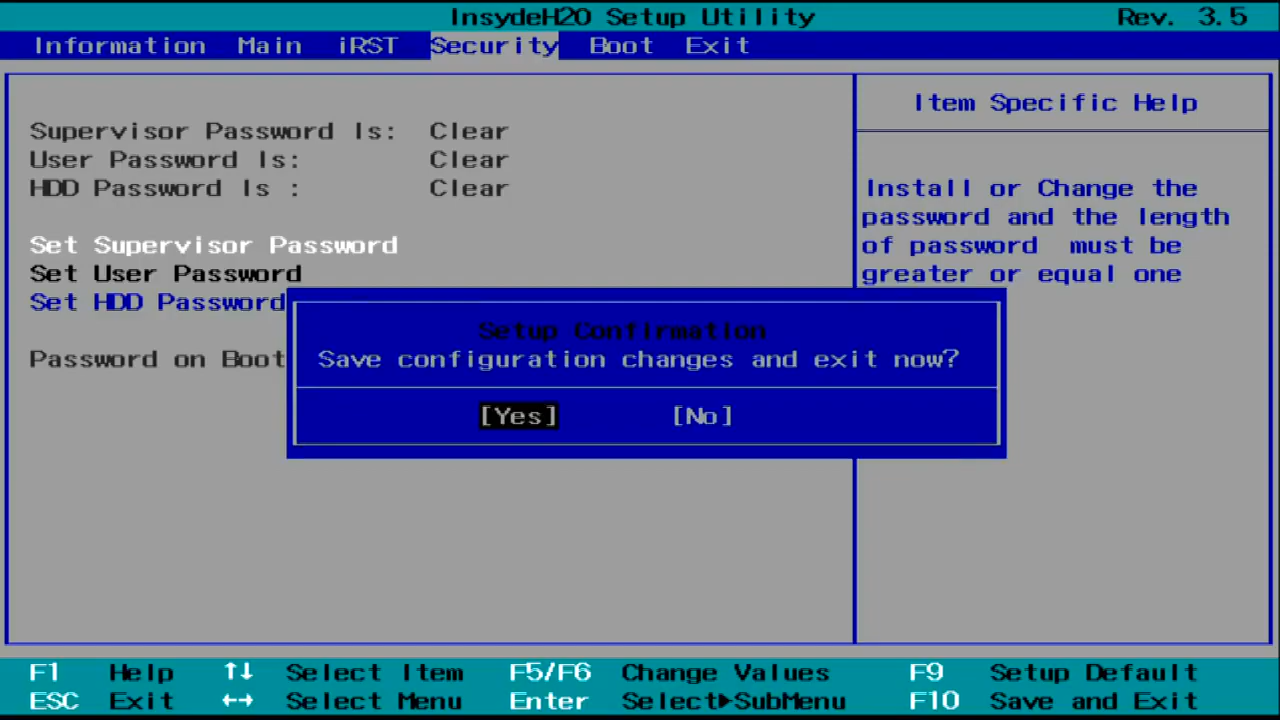 InsydeH2O Setup Utility Rev. 3.5
Information Main iRST Security Boot Exit
Item Specific Help
Supervisor Password Is: Clear
User Password Is: Clear
HDD Password Is : Clear
Install or Change the
password and the length
of password must be
greater or equal one
Set Supervisor Password
Set User Password
Set HDD Password
Password on Boot
Setup Confirmation
Save configuration changes and exit now?
[Yes] [No]
F1 Help ↑↓ Select Item F5/F6 Change Values F9 Setup Default
ESC Exit ←→ Select Menu Enter Select▶SubMenu F10 Save and Exit